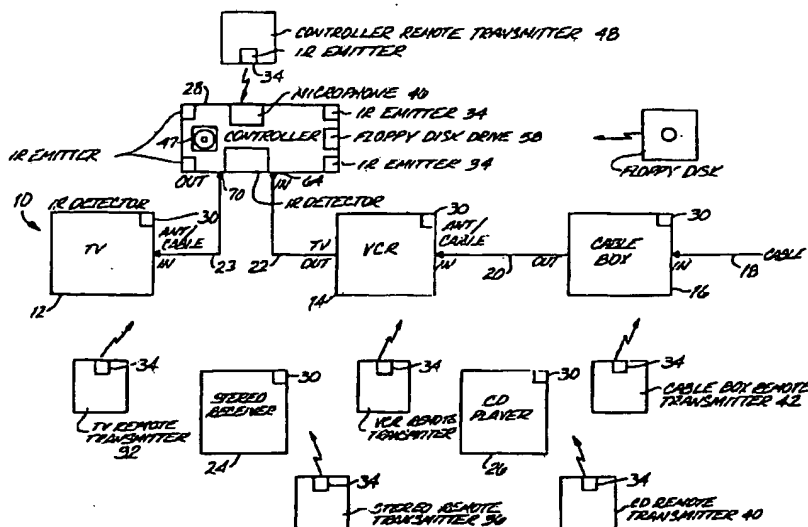 CONTROLLER REMOTE TRANSMITTER 48
IR EMITTER
34
28
MICROPHONE 46
IR EMITTER 34
47
CONTROLLER
FLOPPY DISK DRIVE 58
IR EMITTER
IR EMITTER 34
FLOPPY DISK
OUT
70
IN
64
IR DETECTOR
10
IR DETECTOR
30
TV
ANT/
CABLE
IN
23
12
22
TV
OUT
VCR
30
ANT/
CABLE
IN
14
20
OUT
CABLE
BOX
30
IN
CABLE
18
16
34
TV REMOTE
TRANSMITTER
32
STEREO
RECEIVER
30
24
34
VCR REMOTE
TRANSMITTER
CD
PLAYER
30
26
34
CABLE BOX REMOTE
TRANSMITTER 42
34
STEREO REMOTE
TRANSMITTER 36
34
CD REMOTE
TRANSMITTER 40